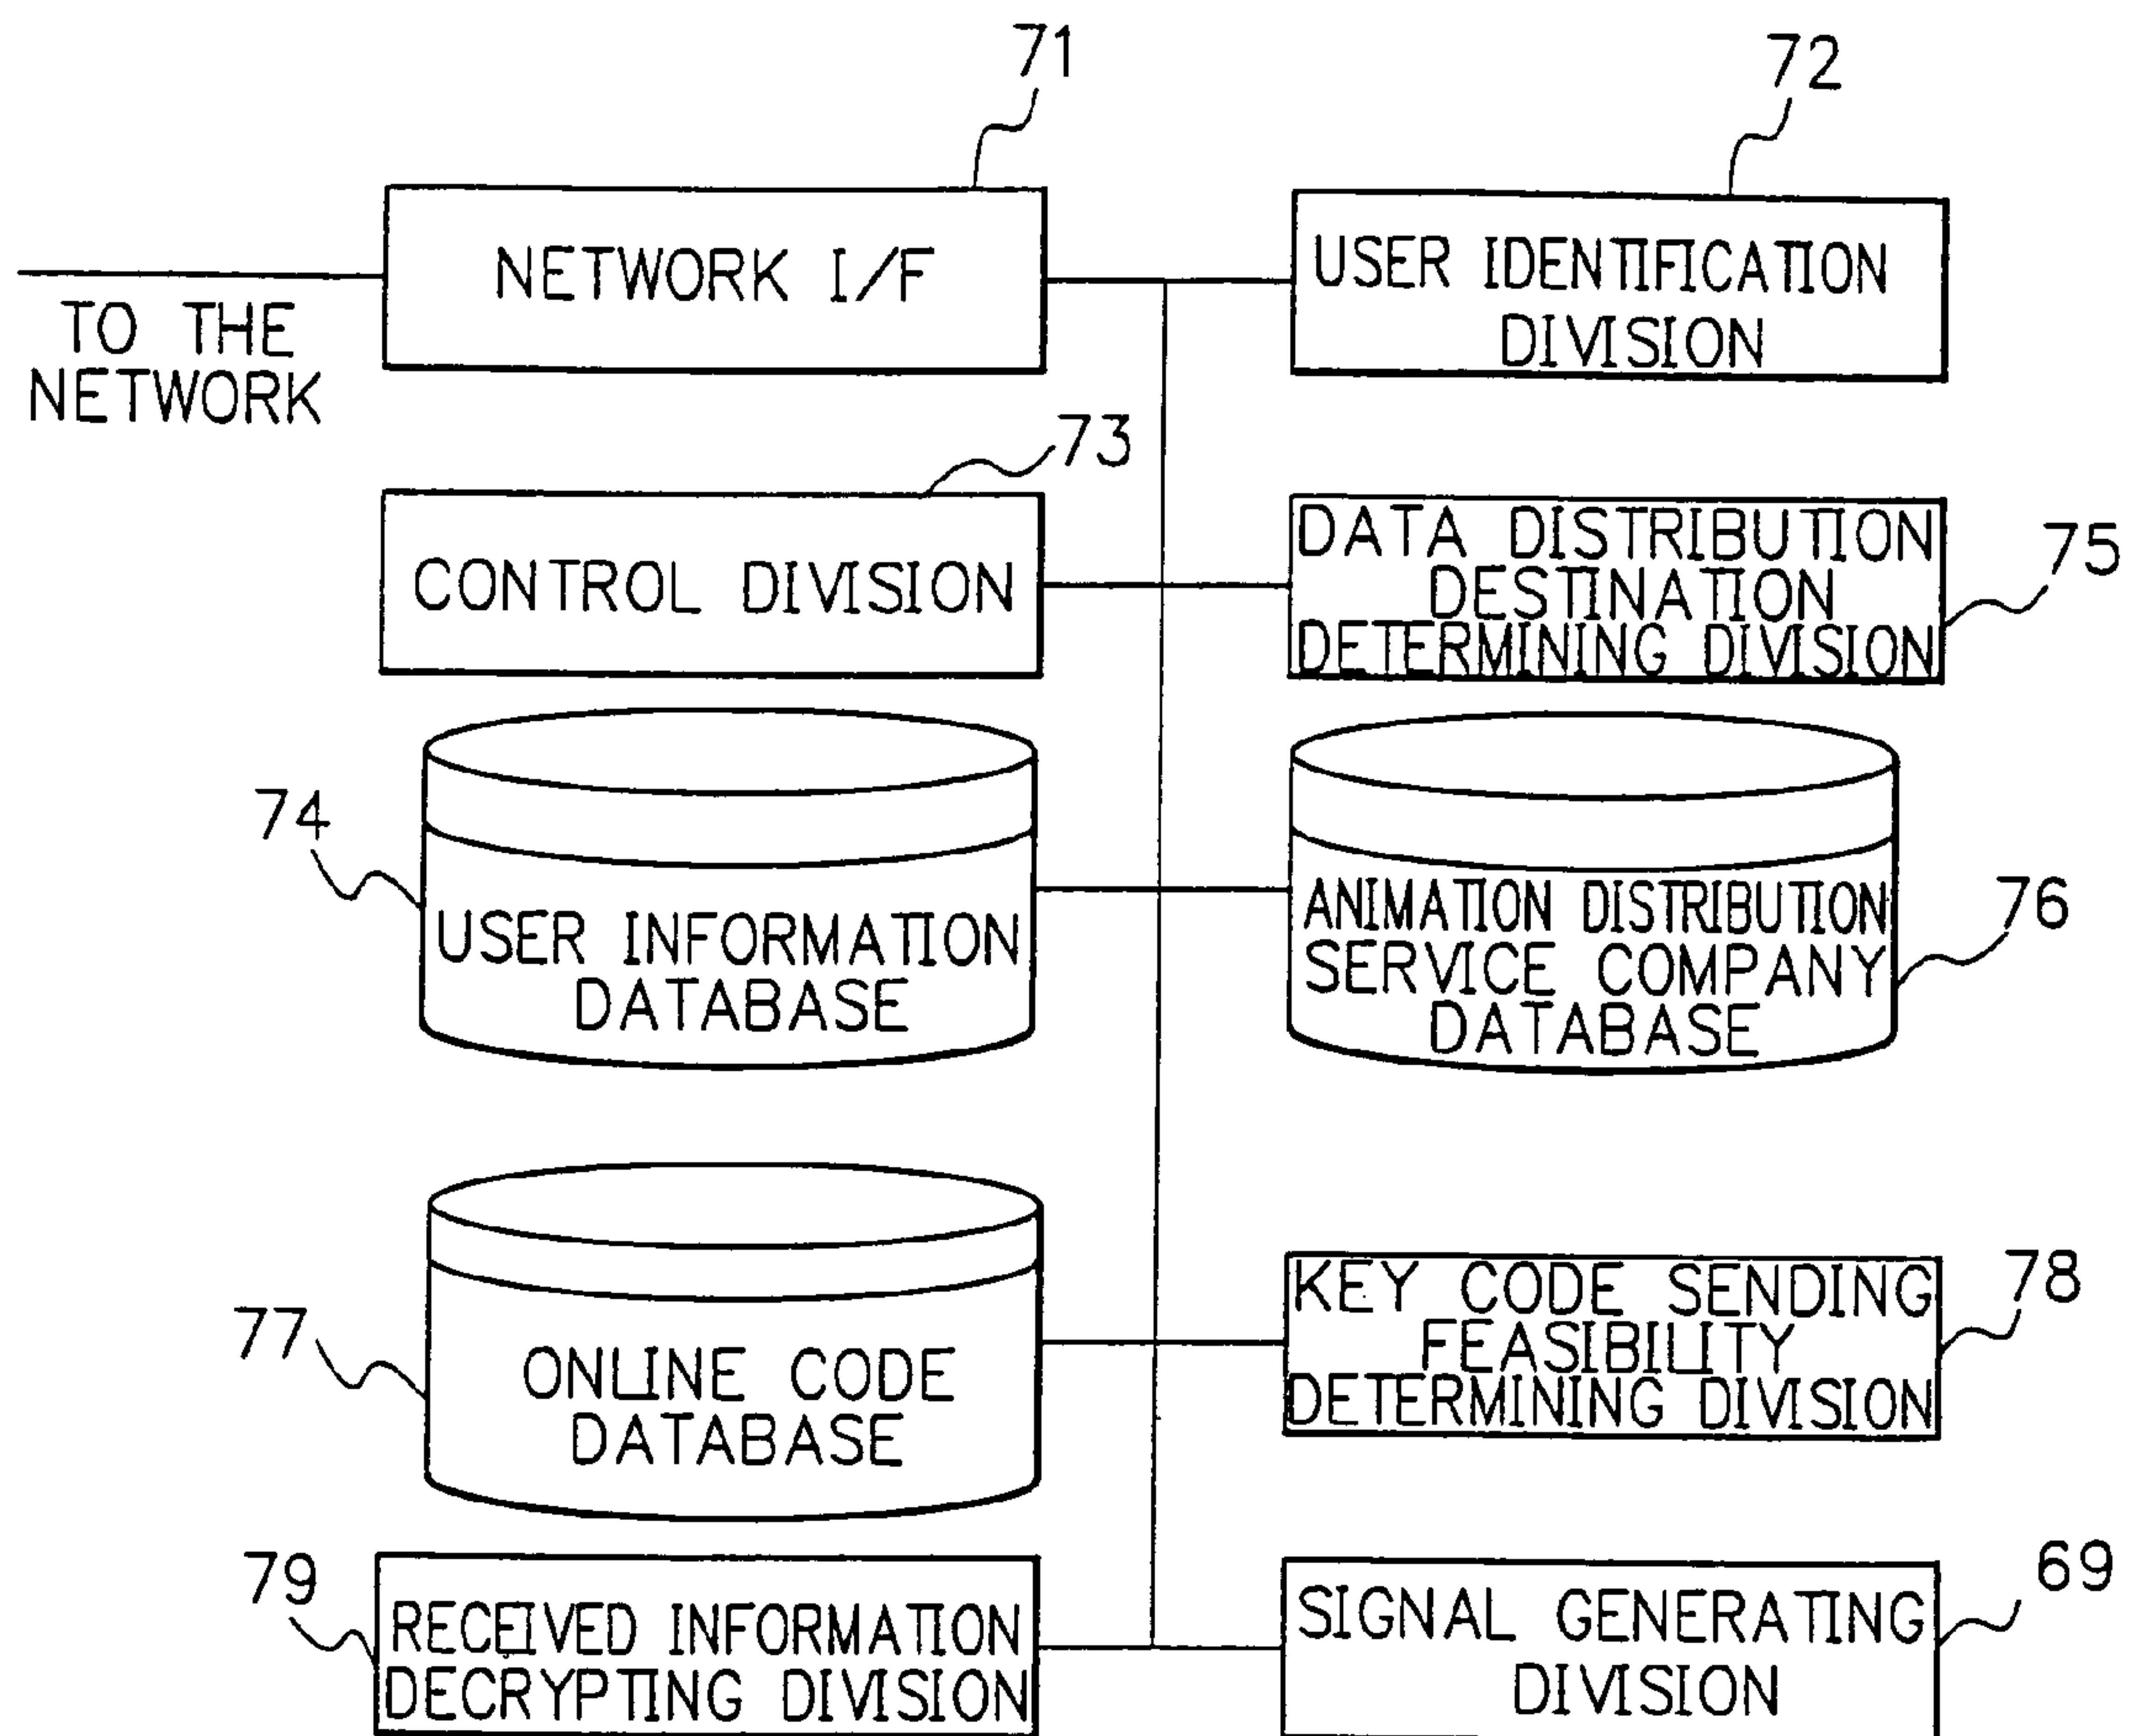 71
72
NETWORK I/F
USER IDENTIFICATION
DIVISION
TO THE
NETWORK
73
CONTROL DIVISION
DATA DISTRIBUTION
DESTINATION
DETERMINING DIVISION
75
74
USER INFORMATION
DATABASE
ANIMATION DISTRIBUTION
SERVICE COMPANY
DATABASE
76
77
ONLINE CODE
DATABASE
KEY CODE SENDING
FEASIBILITY
DETERMINING DIVISION
78
79
RECEIVED INFORMATION
DECRYPTING DIVISION
SIGNAL GENERATING
DIVISION
69